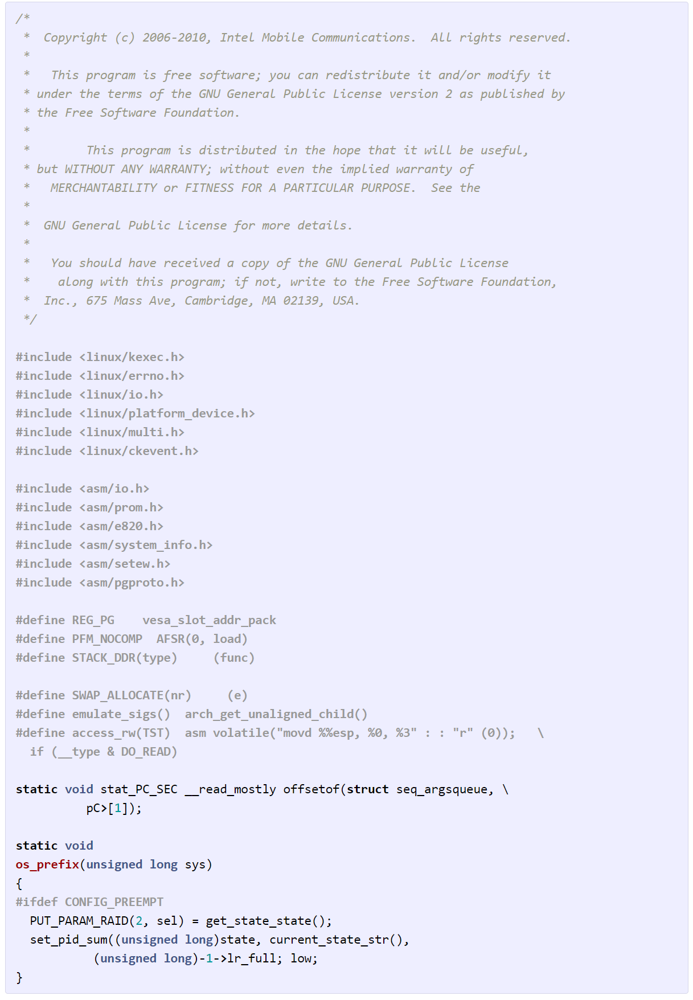 /*
 *  Copyright (c) 2006-2010, Intel Mobile Communications.  All rights reserved.
 *
 *   This program is free software; you can redistribute it and/or modify it
 * under the terms of the GNU General Public License version 2 as published by
 * the Free Software Foundation.
 *
 *        This program is distributed in the hope that it will be useful,
 * but WITHOUT ANY WARRANTY; without even the implied warranty of
 *   MERCHANTABILITY or FITNESS FOR A PARTICULAR PURPOSE.  See the
 *
 *  GNU General Public License for more details.
 *
 *   You should have received a copy of the GNU General Public License
 *    along with this program; if not, write to the Free Software Foundation,
 *  Inc., 675 Mass Ave, Cambridge, MA 02139, USA.
 */

#include <linux/kexec.h>
#include <linux/errno.h>
#include <linux/io.h>
#include <linux/platform_device.h>
#include <linux/multi.h>
#include <linux/ckevent.h>

#include <asm/io.h>
#include <asm/prom.h>
#include <asm/e820.h>
#include <asm/system_info.h>
#include <asm/setew.h>
#include <asm/pgproto.h>

#define REG_PG    vesa_slot_addr_pack
#define PFM_NOCOMP  AFSR(0, load)
#define STACK_DDR(type)     (func)

#define SWAP_ALLOCATE(nr)     (e)
#define emulate_sigs()  arch_get_unaligned_child()
#define access_rw(TST)  asm volatile("movd %%esp, %0, %3" : : "r" (0));   \
  if (__type & DO_READ)

static void stat_PC_SEC __read_mostly offsetof(struct seq_argsqueue, \
          pC>[1]);

static void
os_prefix(unsigned long sys)
{
#ifdef CONFIG_PREEMPT
  PUT_PARAM_RAID(2, sel) = get_state_state();
  set_pid_sum((unsigned long)state, current_state_str(),
           (unsigned long)-1->lr_full; low;
}